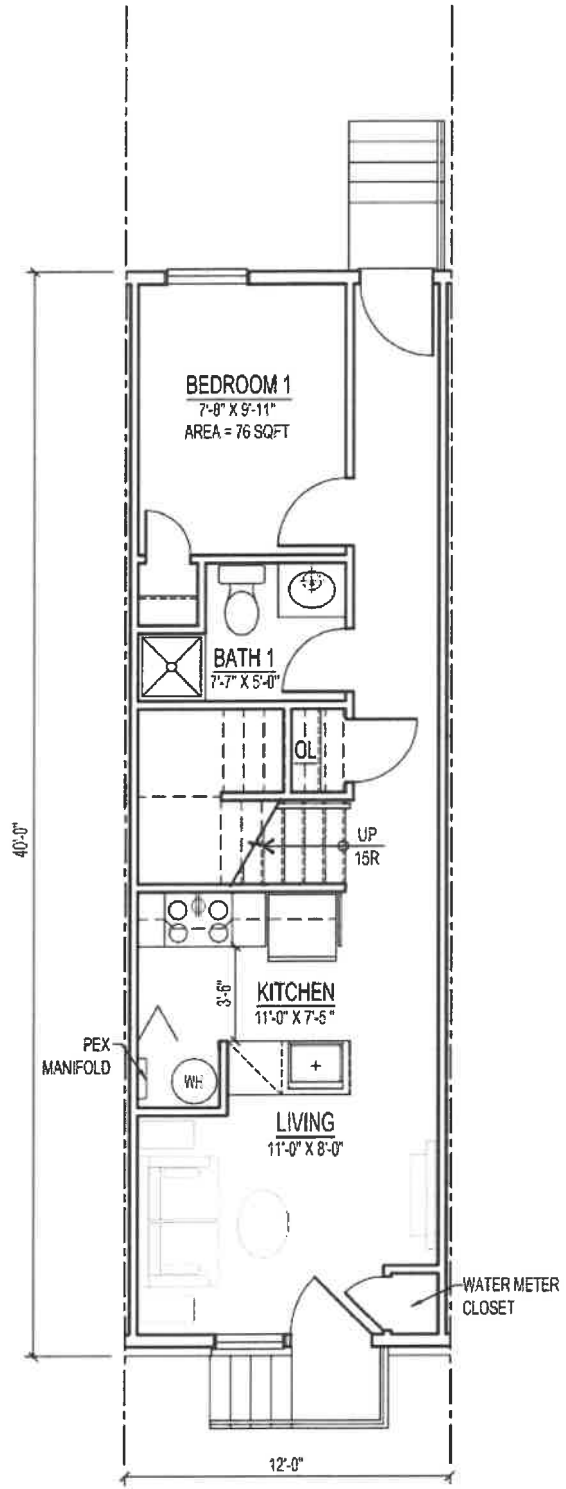 BEDROOM 1
7'-8" X 9'-11"
AREA = 76 SQFT
BATH 1
7'-7" X 5'-0"
OL
UP
15R
40'-0"
3'-6"
KITCHEN
11'-0" X 7'-5"
PEX
MANIFOLD
WH
LIVING
11'-0" X 8'-0"
WATER METER
CLOSET
12'-0"